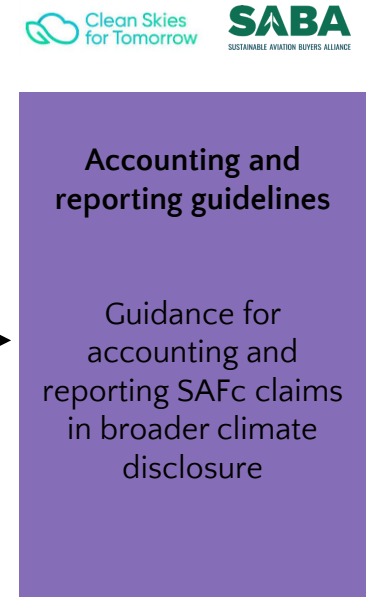 Clean Skies
for Tomorrow
SABA
SUSTAINABLE AVIATION BUYERS ALLIANCE
Accounting and
reporting guidelines
Guidance for
accounting and
reporting SAFc claims
in broader climate
disclosure